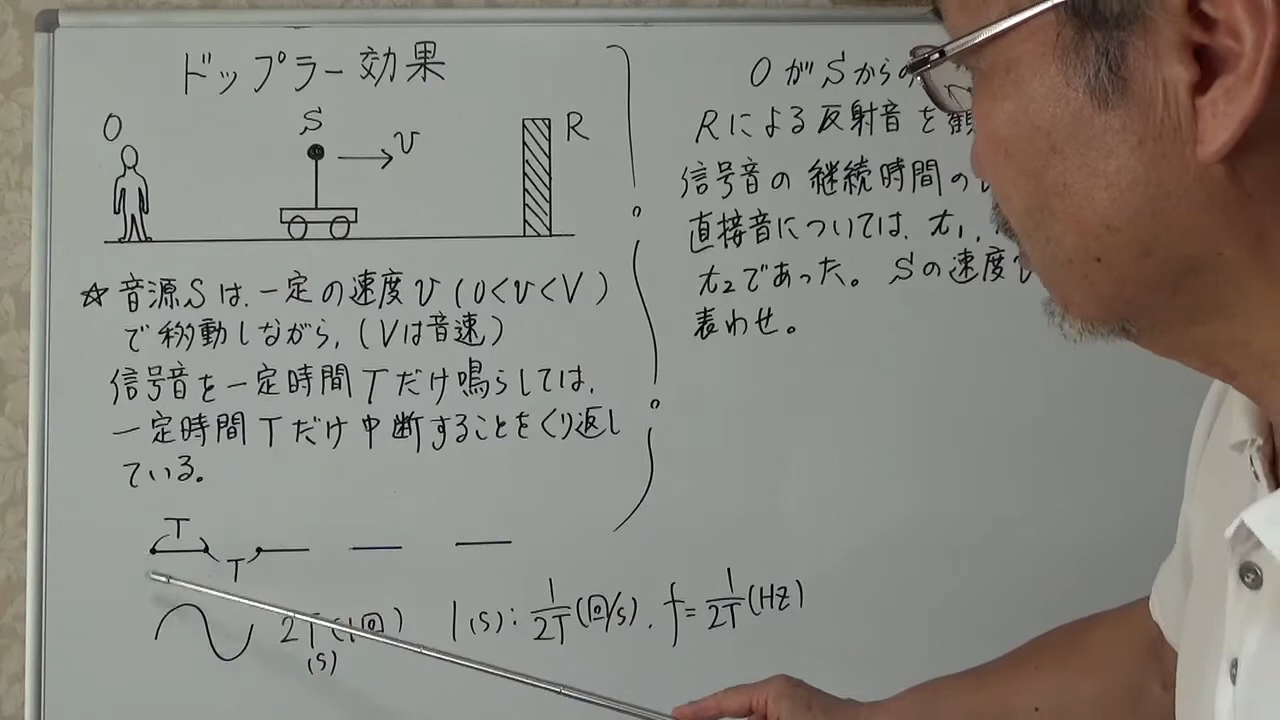 ドップラー効果
O
S
v
R
☆音源Sは、一定の速度v(0<v<V)
で移動しながら、(Vは音速)
信号音を一定時間Tだけ鳴らしては、
一定時間Tだけ中断することをくり返し
ている。
T
T
2T(1回)
(s)
1(s): 1/2T(回/s). f=1/2T(Hz)
OがSから
Rによる反射音を
信号音の継続時間の
直接音については、t₁,
t₂であった。Sの速度
表わせ。